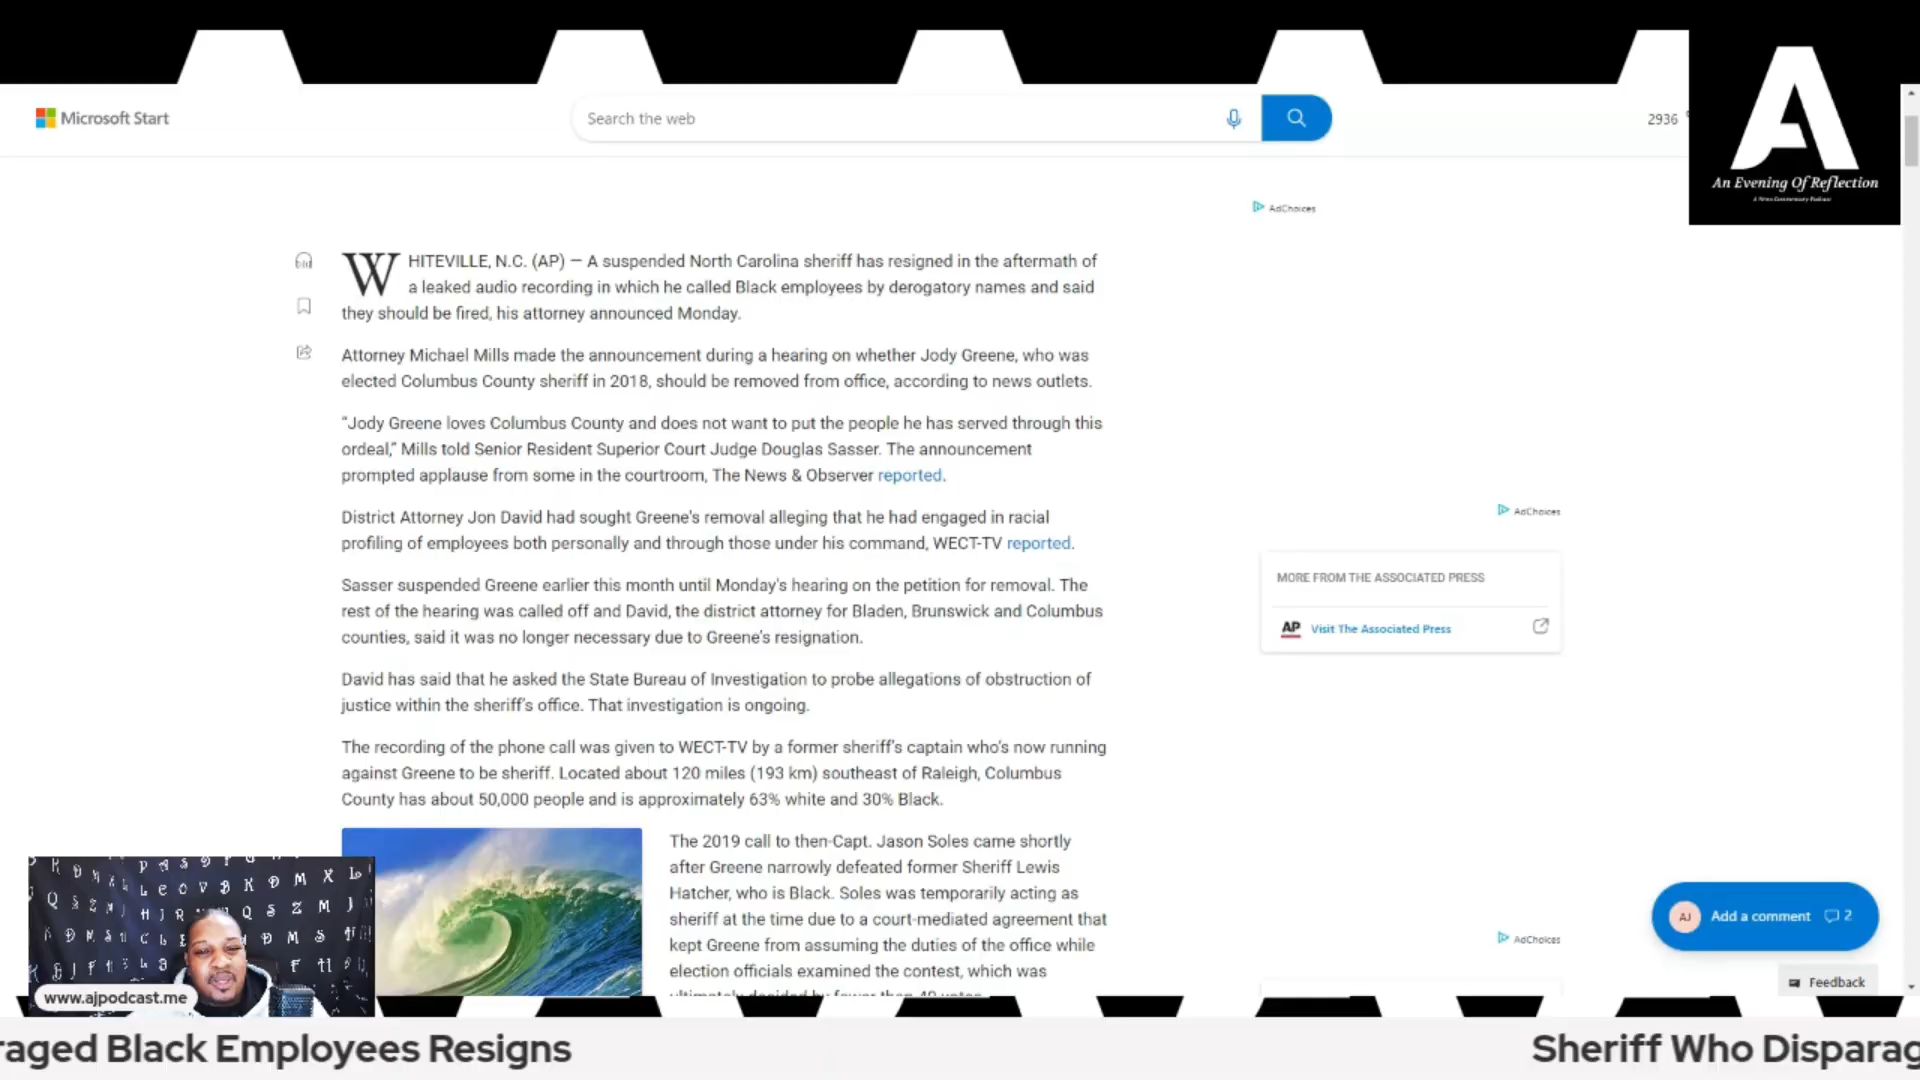 Microsoft Start
Search the web
2936
An Evening Of Reflection
A News Commentary Podcast
AdChoices
WHITEVILLE, N.C. (AP) — A suspended North Carolina sheriff has resigned in the aftermath of
a leaked audio recording in which he called Black employees by derogatory names and said
they should be fired, his attorney announced Monday.
Attorney Michael Mills made the announcement during a hearing on whether Jody Greene, who was
elected Columbus County sheriff in 2018, should be removed from office, according to news outlets.
“Jody Greene loves Columbus County and does not want to put the people he has served through this
ordeal,” Mills told Senior Resident Superior Court Judge Douglas Sasser. The announcement
prompted applause from some in the courtroom, The News & Observer reported.
District Attorney Jon David had sought Greene's removal alleging that he had engaged in racial
profiling of employees both personally and through those under his command, WECT-TV reported.
Sasser suspended Greene earlier this month until Monday's hearing on the petition for removal. The
rest of the hearing was called off and David, the district attorney for Bladen, Brunswick and Columbus
counties, said it was no longer necessary due to Greene's resignation.
David has said that he asked the State Bureau of Investigation to probe allegations of obstruction of
justice within the sheriff's office. That investigation is ongoing.
The recording of the phone call was given to WECT-TV by a former sheriff's captain who's now running
against Greene to be sheriff. Located about 120 miles (193 km) southeast of Raleigh, Columbus
County has about 50,000 people and is approximately 63% white and 30% Black.
The 2019 call to then-Capt. Jason Soles came shortly
after Greene narrowly defeated former Sheriff Lewis
Hatcher, who is Black. Soles was temporarily acting as
sheriff at the time due to a court-mediated agreement that
kept Greene from assuming the duties of the office while
election officials examined the contest, which was
ultimately decided by fewer than 40 votes.
AdChoices
MORE FROM THE ASSOCIATED PRESS
AP Visit The Associated Press
AJ Add a comment 2
AdChoices
Feedback
www.ajpodcast.me
raged Black Employees Resigns
Sheriff Who Disparag